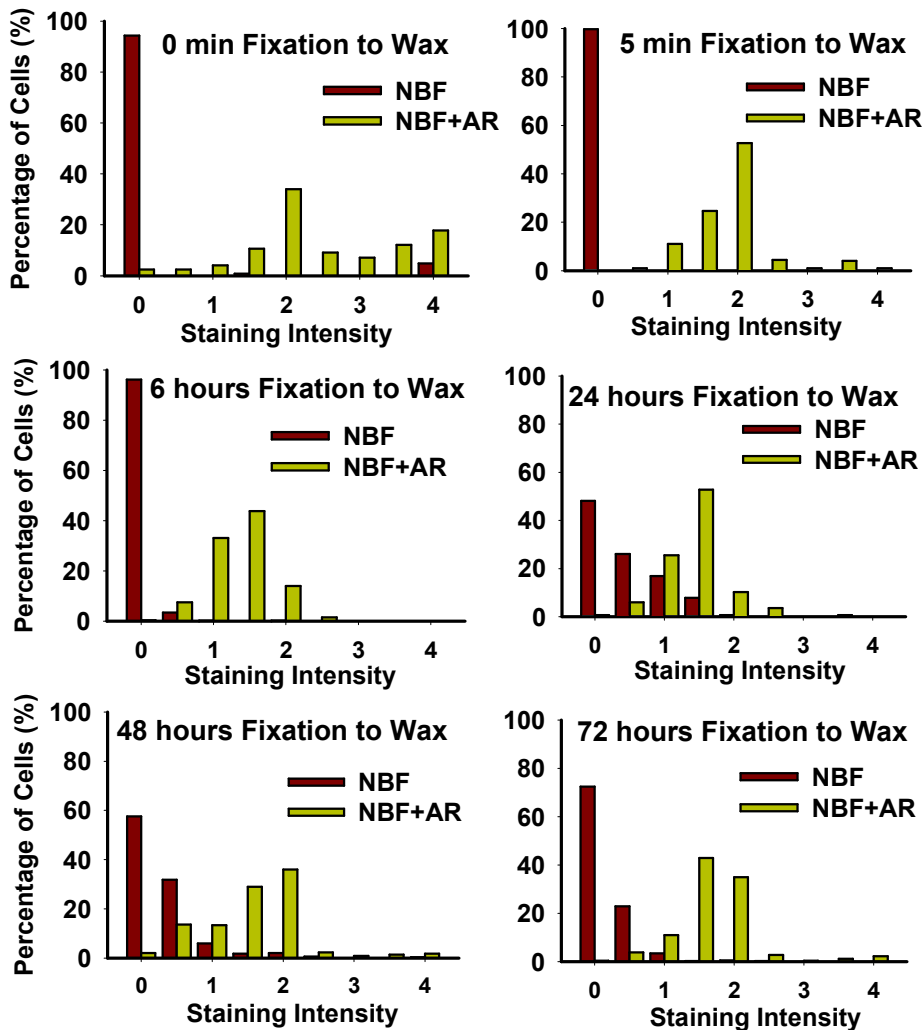 0 min Fixation to Wax
NBF
NBF+AR
Percentage of Cells (%)
100
80
60
40
20
0
0 1 2 3 4
Staining Intensity
5 min Fixation to Wax
NBF
NBF+AR
100
80
60
40
20
0
0 1 2 3 4
Staining Intensity
6 hours Fixation to Wax
NBF
NBF+AR
Percentage of Cells (%)
100
80
60
40
20
0
0 1 2 3 4
Staining Intensity
24 hours Fixation to Wax
NBF
NBF+AR
100
80
60
40
20
0
0 1 2 3 4
Staining Intensity
48 hours Fixation to Wax
NBF
NBF+AR
Percentage of Cells (%)
100
80
60
40
20
0
0 1 2 3 4
Staining Intensity
72 hours Fixation to Wax
NBF
NBF+AR
100
80
60
40
20
0
0 1 2 3 4
Staining Intensity